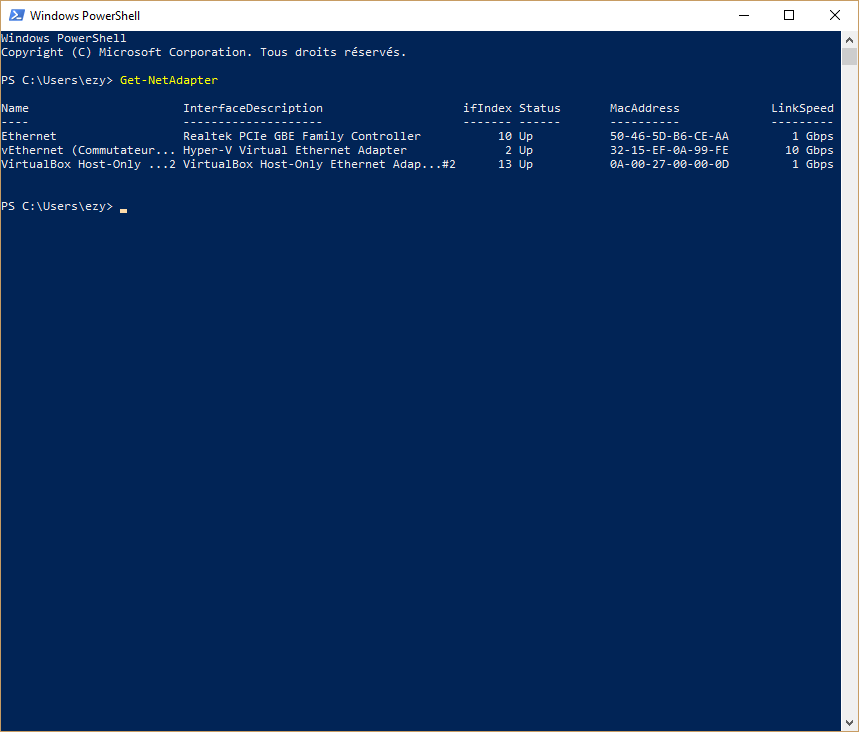 Windows PowerShell
Windows PowerShell
Copyright (C) Microsoft Corporation. Tous droits réservés.
PS C:\Users\ezy> Get-NetAdapter
Name                      InterfaceDescription                    ifIndex Status       MacAddress             LinkSpeed
----                      --------------------                    ------- ------       ----------             ---------
Ethernet                  Realtek PCIe GBE Family Controller           10 Up           50-46-5D-B6-CE-AA         1 Gbps
vEthernet (Commutateur... Hyper-V Virtual Ethernet Adapter              2 Up           32-15-EF-0A-99-FE        10 Gbps
VirtualBox Host-Only ...2 VirtualBox Host-Only Ethernet Adap...#2      13 Up           0A-00-27-00-00-0D         1 Gbps
PS C:\Users\ezy>